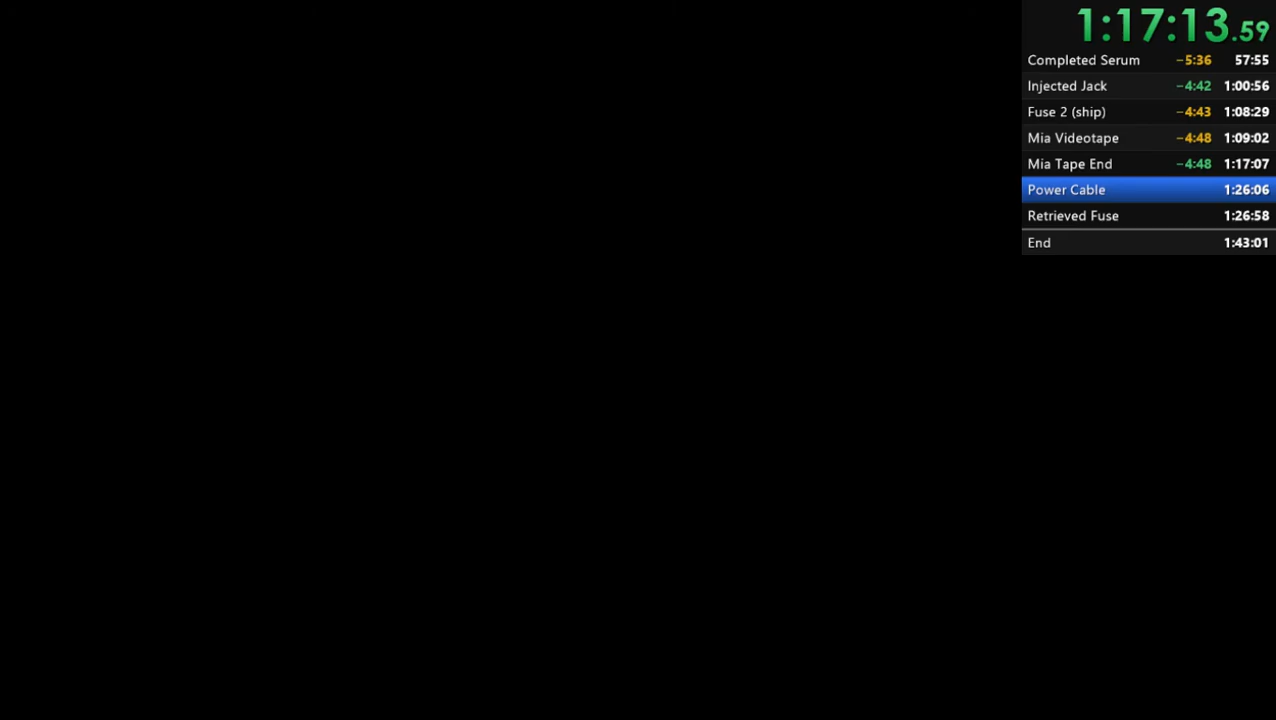 1:17:13.59
Completed Serum −5:36 57:55
Injected Jack −4:42 1:00:56
Fuse 2 (ship) −4:43 1:08:29
Mia Videotape −4:48 1:09:02
Mia Tape End −4:48 1:17:07
Power Cable 1:26:06
Retrieved Fuse 1:26:58
End 1:43:01